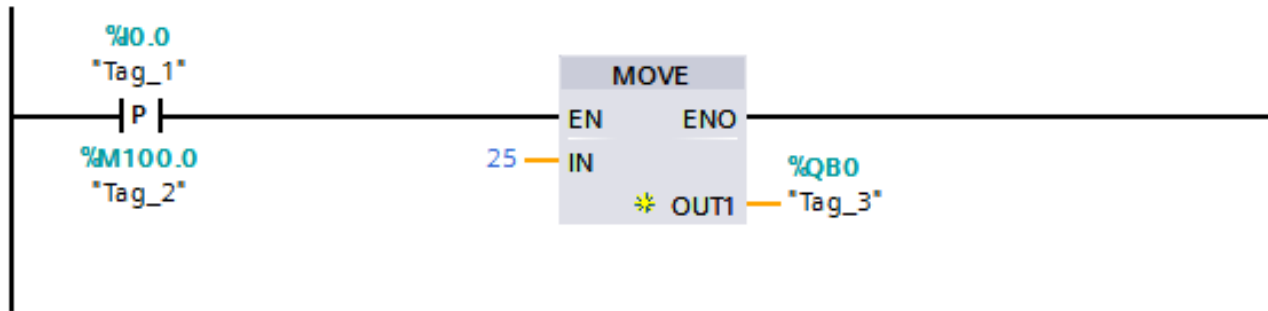 %I0.0
"Tag_1"
P
%M100.0
"Tag_2"
MOVE
EN ENO
25 IN
OUT1
%QB0
"Tag_3"